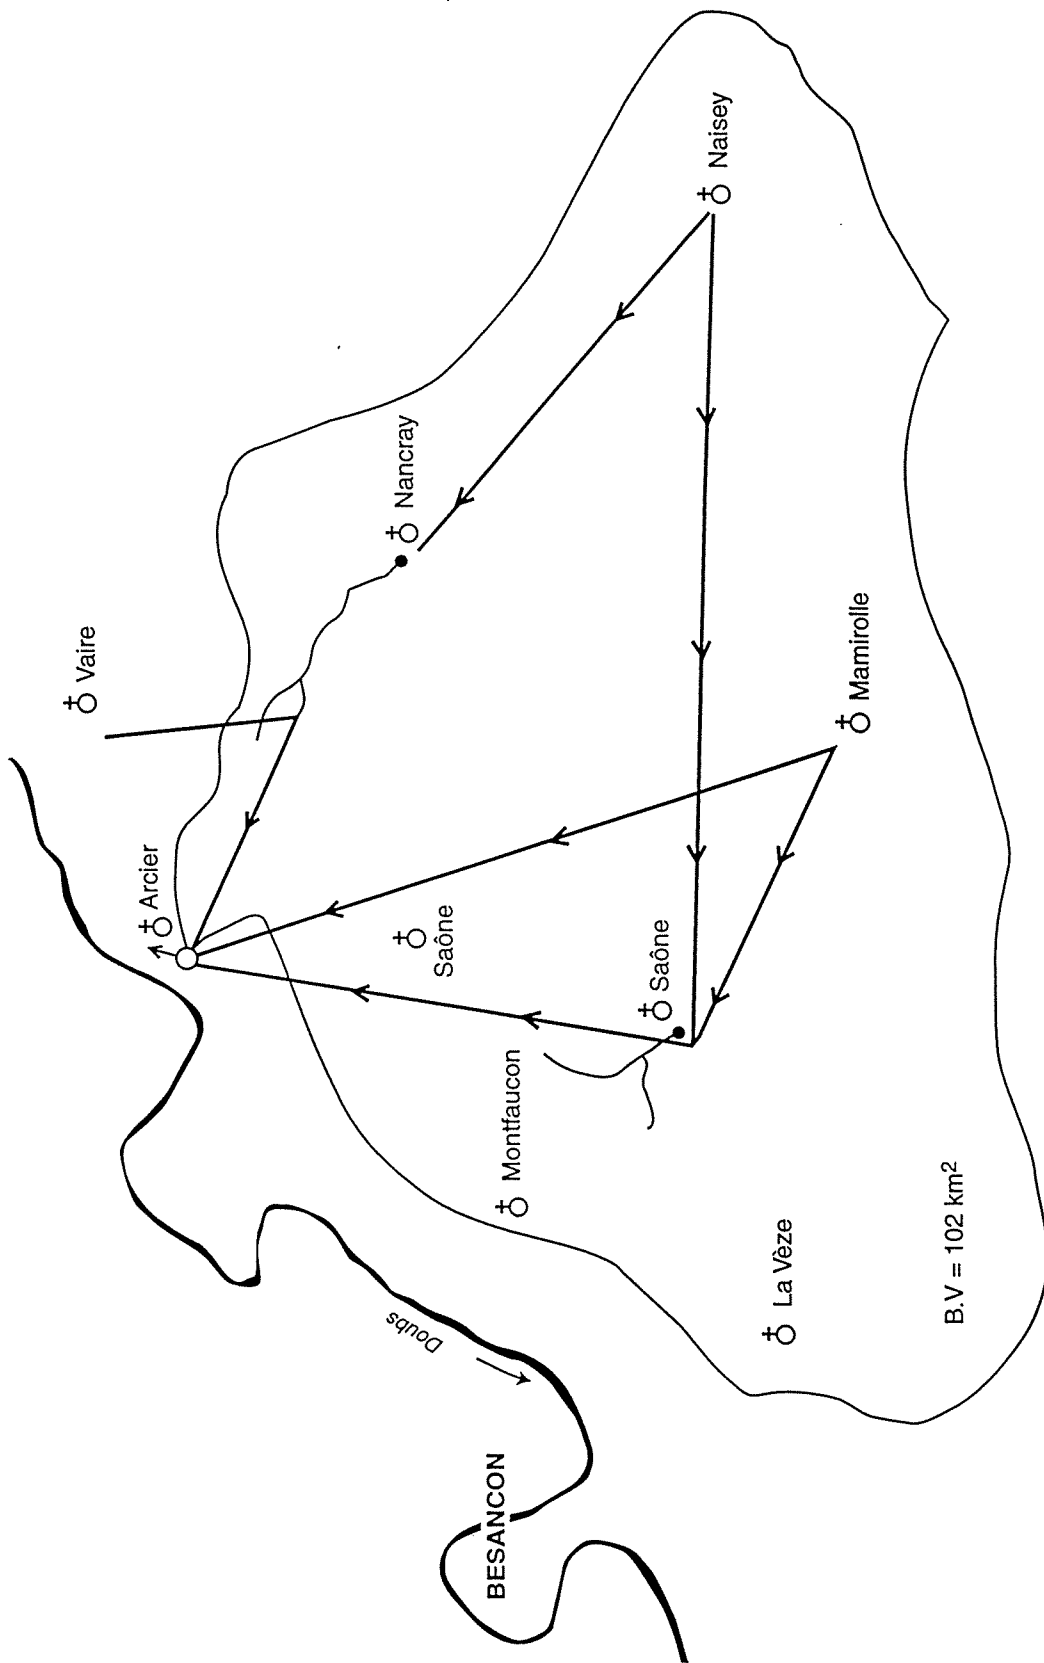 Vaire
Arcier
Nancray
Naisey
Saône
Saône
Mamirolle
Montfaucon
La Vèze
Doubs
BESANCON
B.V = 102 km²